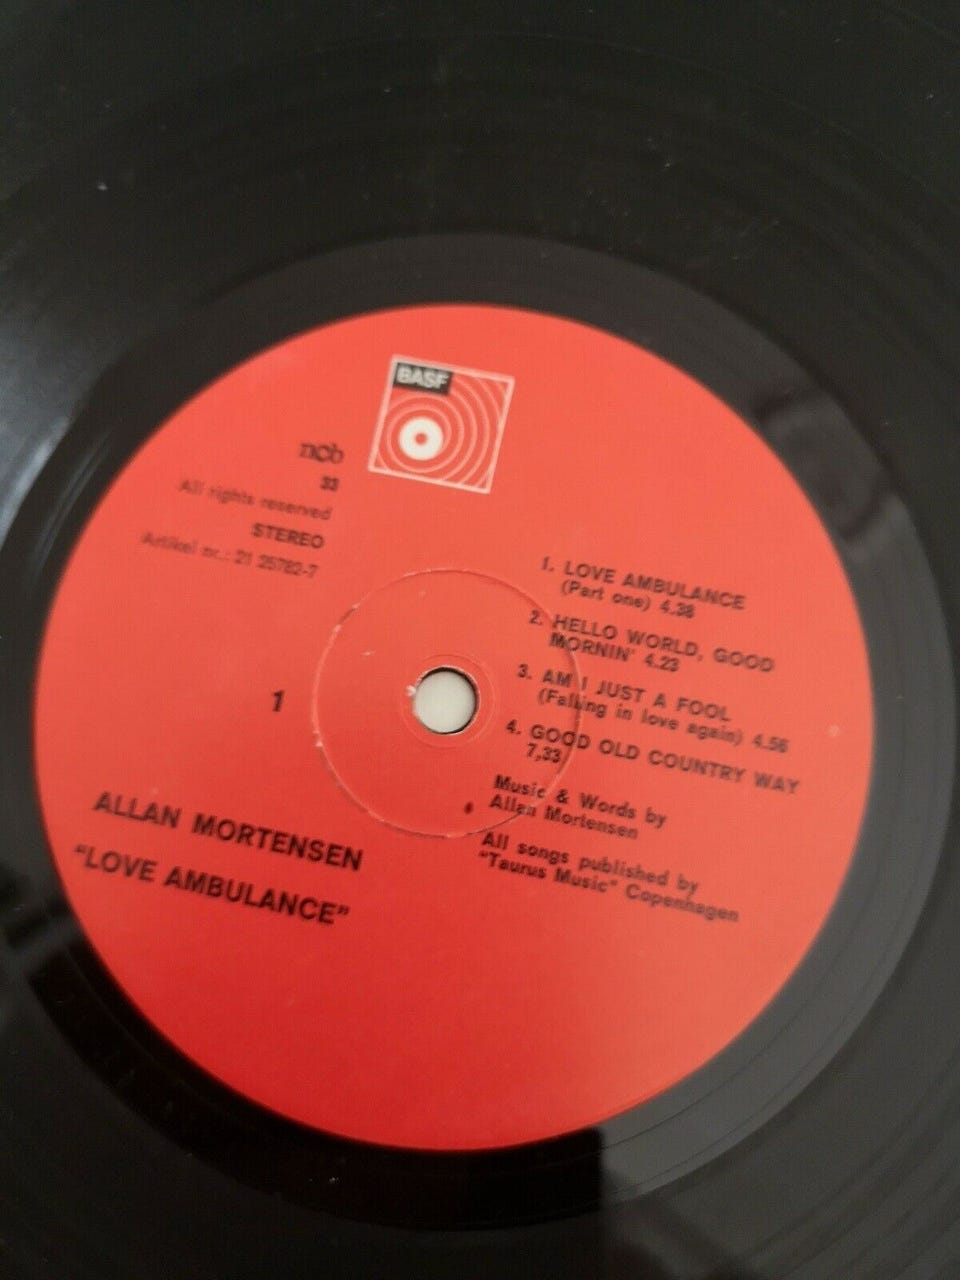 BASF
ncb
33
All rights reserved
STEREO
Artikel nr.: 21 25782-7
1
ALLAN MORTENSEN
"LOVE AMBULANCE"
1. LOVE AMBULANCE
(Part one) 4.38
2. HELLO WORLD, GOOD
MORNIN' 4.23
3. AM I JUST A FOOL
(Falling in love again) 4.56
4. GOOD OLD COUNTRY WAY
7,33
Music & Words by
Allan Mortensen
All songs published by
"Taurus Music" Copenhagen